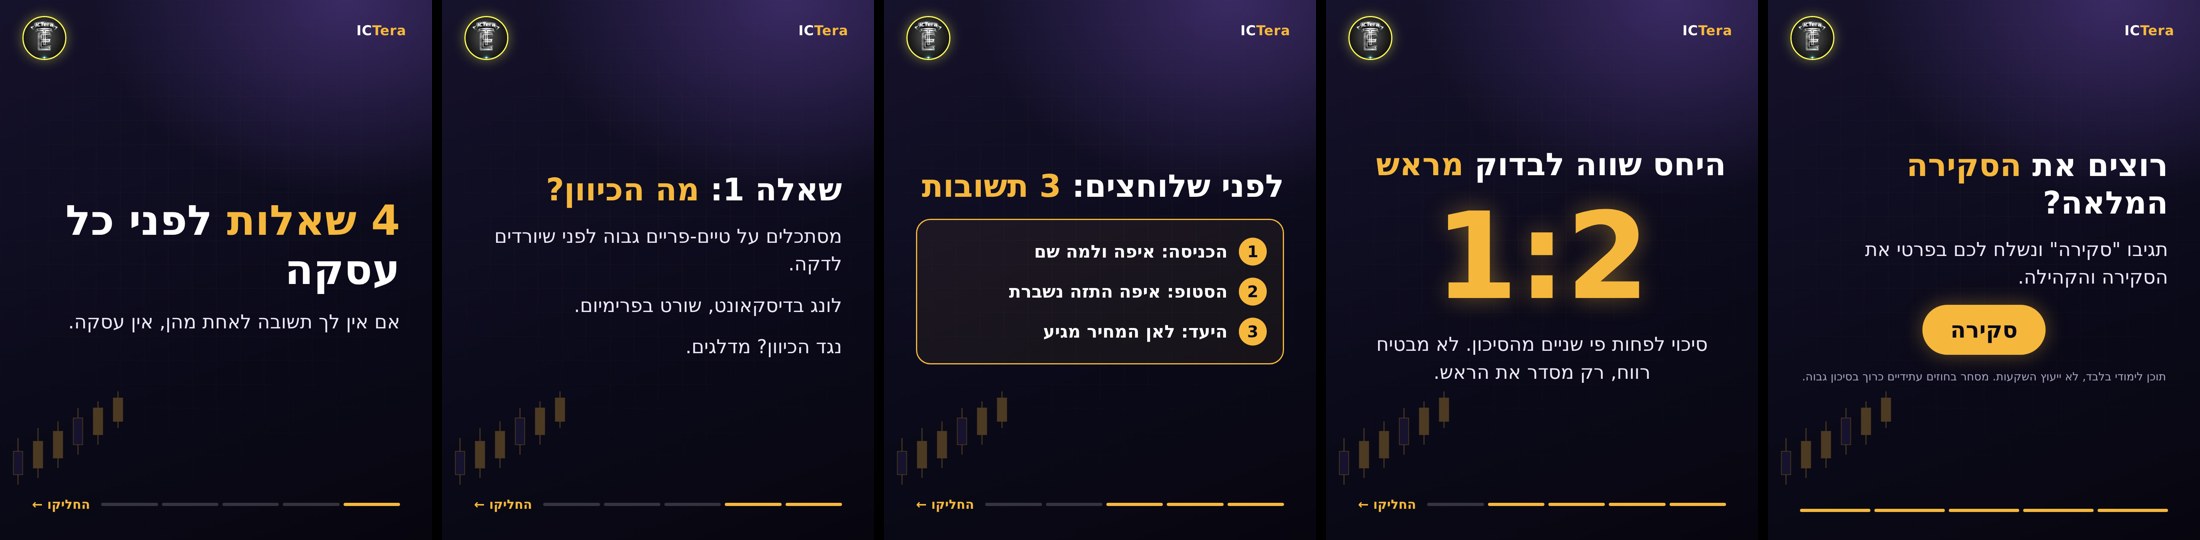 ICTera
4 שאלות לפני כל
עסקה
אם אין לך תשובה לאחת מהן, אין עסקה.
החליקו ←
ICTera
שאלה 1: מה הכיוון?
מסתכלים על טיים-פריים גבוה לפני שיורדים
לדקה.
לונג בדיסקאונט, שורט בפרימיום.
נגד הכיוון? מדלגים.
החליקו ←
ICTera
לפני שלוחצים: 3 תשובות
1 הכניסה: איפה ולמה שם
2 הסטופ: איפה התזה נשברת
3 היעד: לאן המחיר מגיע
החליקו ←
ICTera
היחס שווה לבדוק מראש
1:2
סיכוי לפחות פי שניים מהסיכון. לא מבטיח
רווח, רק מסדר את הראש.
החליקו ←
ICTera
רוצים את הסקירה
המלאה?
תגיבו "סקירה" ונשלח לכם בפרטי את
הסקירה והקהילה.
סקירה
תוכן לימודי בלבד, לא ייעוץ השקעות. מסחר בחוזים עתידיים כרוך בסיכון גבוה.